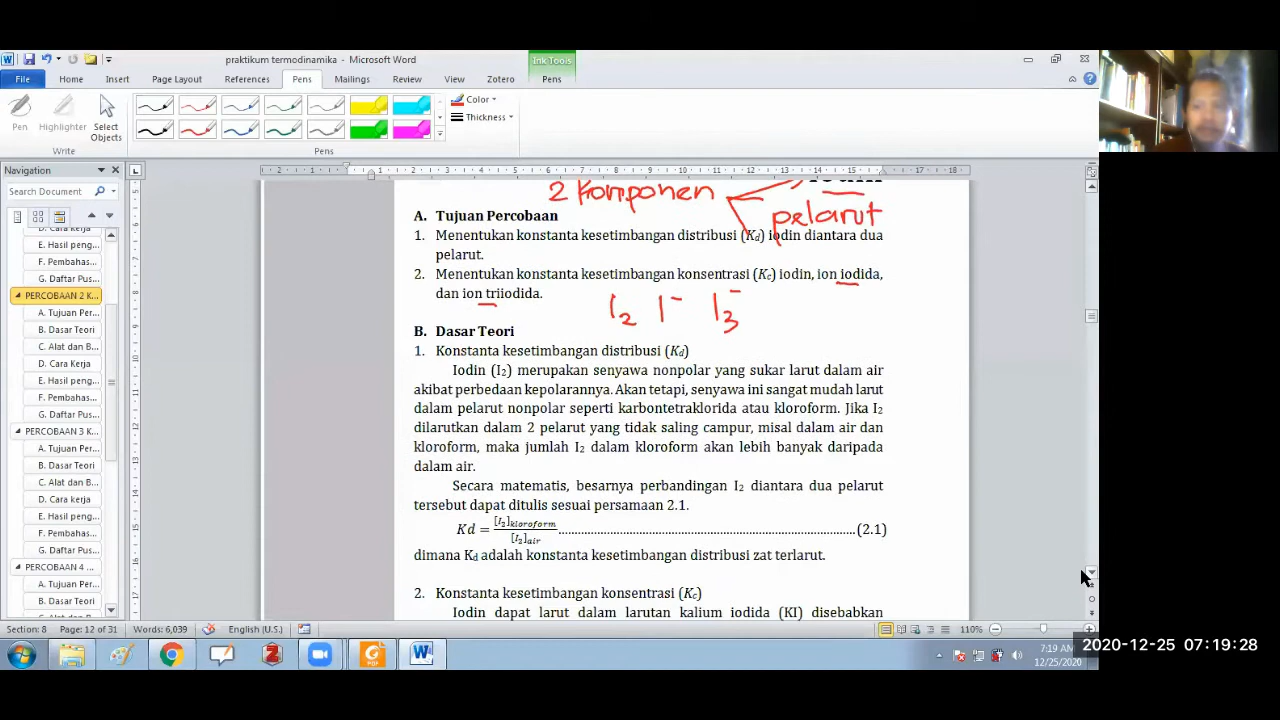 praktikum termodinamika - Microsoft Word
Ink Tools
File Home Insert Page Layout References Pens Mailings Review View Zotero Pens
Pen Highlighter Select Objects
Color
Thickness
Write
Pens
Navigation
Search Document
E. Hasil peng...
F. Pembahas...
G. Daftar Pus...
PERCOBAAN 2 K...
A. Tujuan Per...
B. Dasar Teori
C. Alat dan B...
D. Cara Kerja
E. Hasil peng...
F. Pembahas...
G. Daftar Pus...
PERCOBAAN 3 K...
A. Tujuan Per...
B. Dasar Teori
C. Alat dan B...
D. Cara kerja
E. Hasil peng...
F. Pembahas...
G. Daftar Pus...
PERCOBAAN 4 ...
A. Tujuan Per...
B. Dasar Teori
2 Komponen
pelarut
A. Tujuan Percobaan
1. Menentukan konstanta kesetimbangan distribusi (Kd) iodin diantara dua
pelarut.
2. Menentukan konstanta kesetimbangan konsentrasi (Kc) iodin, ion iodida,
dan ion triiodida.
I2 I⁻ I3⁻
B. Dasar Teori
1. Konstanta kesetimbangan distribusi (Kd)
Iodin (I2) merupakan senyawa nonpolar yang sukar larut dalam air
akibat perbedaan kepolarannya. Akan tetapi, senyawa ini sangat mudah larut
dalam pelarut nonpolar seperti karbontetraklorida atau kloroform. Jika I2
dilarutkan dalam 2 pelarut yang tidak saling campur, misal dalam air dan
kloroform, maka jumlah I2 dalam kloroform akan lebih banyak daripada
dalam air.
Secara matematis, besarnya perbandingan I2 diantara dua pelarut
tersebut dapat ditulis sesuai persamaan 2.1.
Kd = [I2]kloroform / [I2]air ........................................(2.1)
dimana Kd adalah konstanta kesetimbangan distribusi zat terlarut.
2. Konstanta kesetimbangan konsentrasi (Kc)
Iodin dapat larut dalam larutan kalium iodida (KI) disebabkan
Section: 8 Page: 12 of 31 Words: 6,039 English (U.S.) 110%
7:19 AM
12/25/2020
2020-12-25 07:19:28